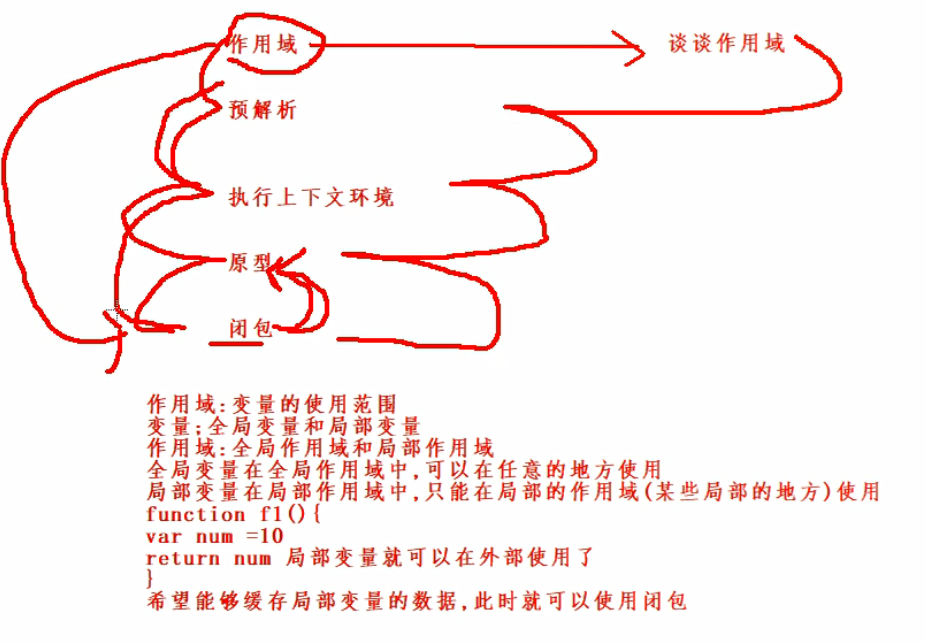 作用域 谈谈作用域
预解析
执行上下文环境
原型
闭包
作用域:变量的使用范围
变量;全局变量和局部变量
作用域:全局作用域和局部作用域
全局变量在全局作用域中,可以在任意的地方使用
局部变量在局部作用域中,只能在局部的作用域(某些局部的地方)使用
function f1(){
var num =10
return num 局部变量就可以在外部使用了
}
希望能够缓存局部变量的数据,此时就可以使用闭包